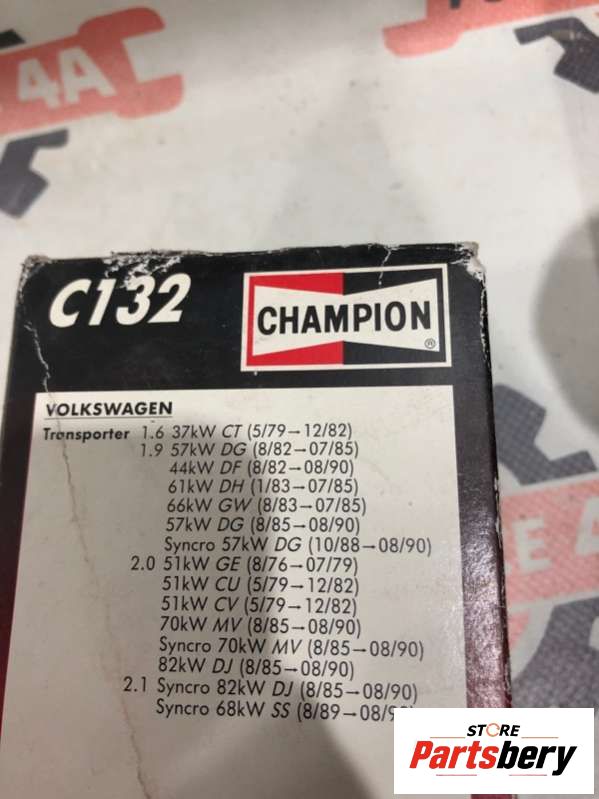 4A
C132
CHAMPION
®
VOLKSWAGEN
Transporter 1.6 37kW CT (5/79→12/82)
1.9 57kW DG (8/82→07/85)
44kW DF (8/82→08/90)
61kW DH (1/83→07/85)
66kW GW (8/83→07/85)
57kW DG (8/85→08/90)
Syncro 57kW DG (10/88→08/90)
2.0 51kW GE (8/76→07/79)
51kW CU (5/79→12/82)
51kW CV (5/79→12/82)
70kW MV (8/85→08/90)
Syncro 70kW MV (8/85→08/90)
82kW DJ (8/85→08/90)
2.1 Syncro 82kW DJ (8/85→08/90)
Syncro 68kW SS (8/89→08/9
E 4
STORE
Partsbery